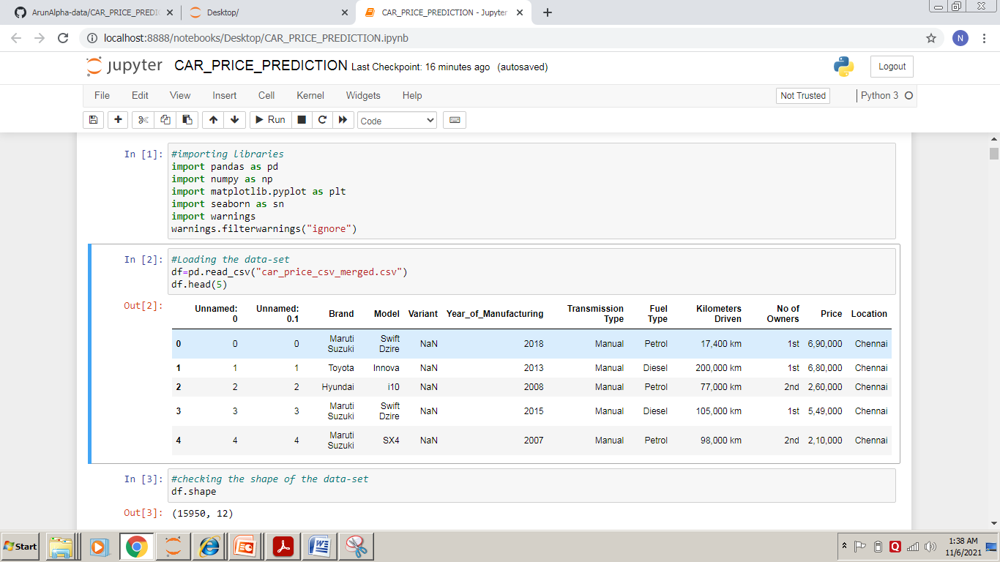 ArunAlpha-data/CAR_PRICE_PREDI
Desktop/
CAR_PRICE_PREDICTION - Jupyter
localhost:8888/notebooks/Desktop/CAR_PRICE_PREDICTION.ipynb
N
jupyter CAR_PRICE_PREDICTION Last Checkpoint: 16 minutes ago (autosaved)
Logout
File Edit View Insert Cell Kernel Widgets Help
Not Trusted
Python 3
Run
Code
In [1]: #importing libraries
import pandas as pd
import numpy as np
import matplotlib.pyplot as plt
import seaborn as sn
import warnings
warnings.filterwarnings("ignore")
In [2]: #Loading the data-set
df=pd.read_csv("car_price_csv_merged.csv")
df.head(5)
Out[2]:
Unnamed: 0 Unnamed: 0.1 Brand Model Variant Year_of_Manufacturing Transmission Type Fuel Type Kilometers Driven No of Owners Price Location
0 0 0 Maruti Suzuki Swift Dzire NaN 2018 Manual Petrol 17,400 km 1st 6,90,000 Chennai
1 1 1 Toyota Innova NaN 2013 Manual Diesel 200,000 km 1st 6,80,000 Chennai
2 2 2 Hyundai i10 NaN 2008 Manual Petrol 77,000 km 2nd 2,60,000 Chennai
3 3 3 Maruti Suzuki Swift Dzire NaN 2015 Manual Diesel 105,000 km 1st 5,49,000 Chennai
4 4 4 Maruti Suzuki SX4 NaN 2007 Manual Petrol 98,000 km 2nd 2,10,000 Chennai
In [3]: #checking the shape of the data-set
df.shape
Out[3]: (15950, 12)
Start
1:38 AM
11/6/2021